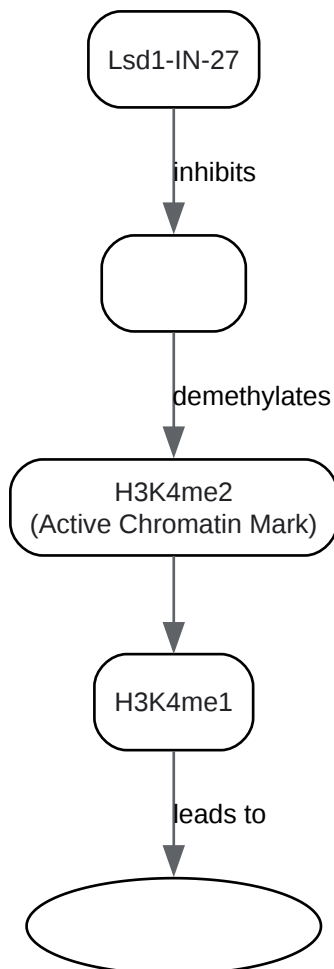 Lsd1-IN-27
inhibits
demethylates
H3K4me2
(Active Chromatin Mark)
H3K4me1
leads to